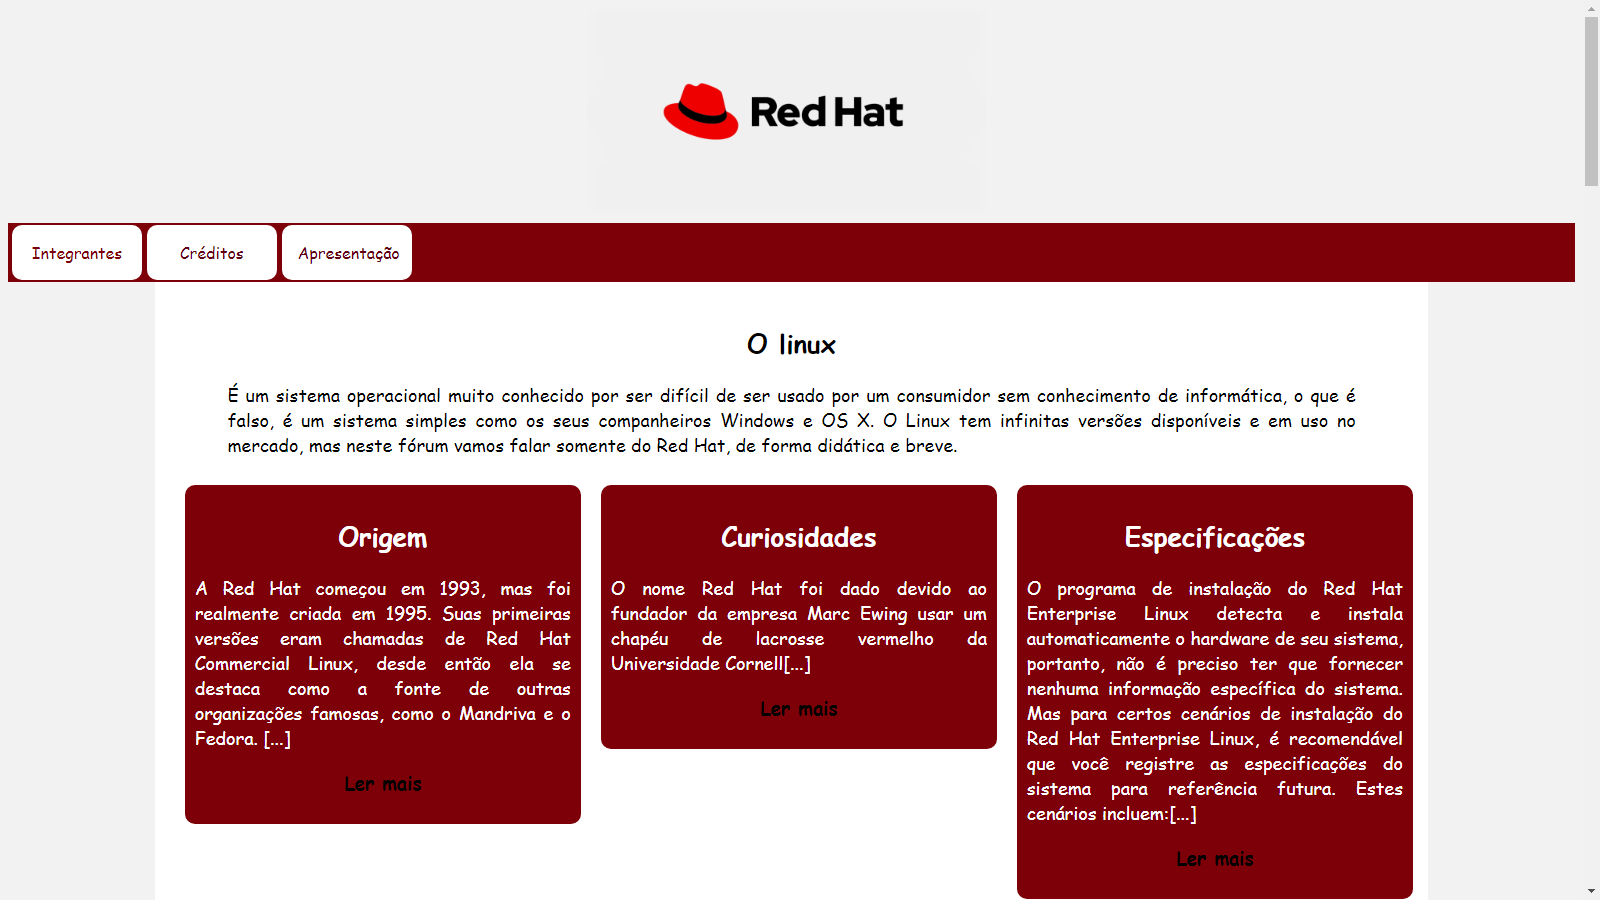 Red Hat
Integrantes
Créditos
Apresentação
O linux
É um sistema operacional muito conhecido por ser difícil de ser usado por um consumidor sem conhecimento de informática, o que é
falso, é um sistema simples como os seus companheiros Windows e OS X. O Linux tem infinitas versões disponíveis e em uso no
mercado, mas neste fórum vamos falar somente do Red Hat, de forma didática e breve.
Origem
A Red Hat começou em 1993, mas foi
realmente criada em 1995. Suas primeiras
versões eram chamadas de Red Hat
Commercial Linux, desde então ela se
destaca como a fonte de outras
organizações famosas, como o Mandriva e o
Fedora. [...]
Ler mais
Curiosidades
O nome Red Hat foi dado devido ao
fundador da empresa Marc Ewing usar um
chapéu de lacrosse vermelho da
Universidade Cornell[...]
Ler mais
Especificações
O programa de instalação do Red Hat
Enterprise Linux detecta e instala
automaticamente o hardware de seu sistema,
portanto, não é preciso ter que fornecer
nenhuma informação específica do sistema.
Mas para certos cenários de instalação do
Red Hat Enterprise Linux, é recomendável
que você registre as especificações do
sistema para referência futura. Estes
cenários incluem:[...]
Ler mais